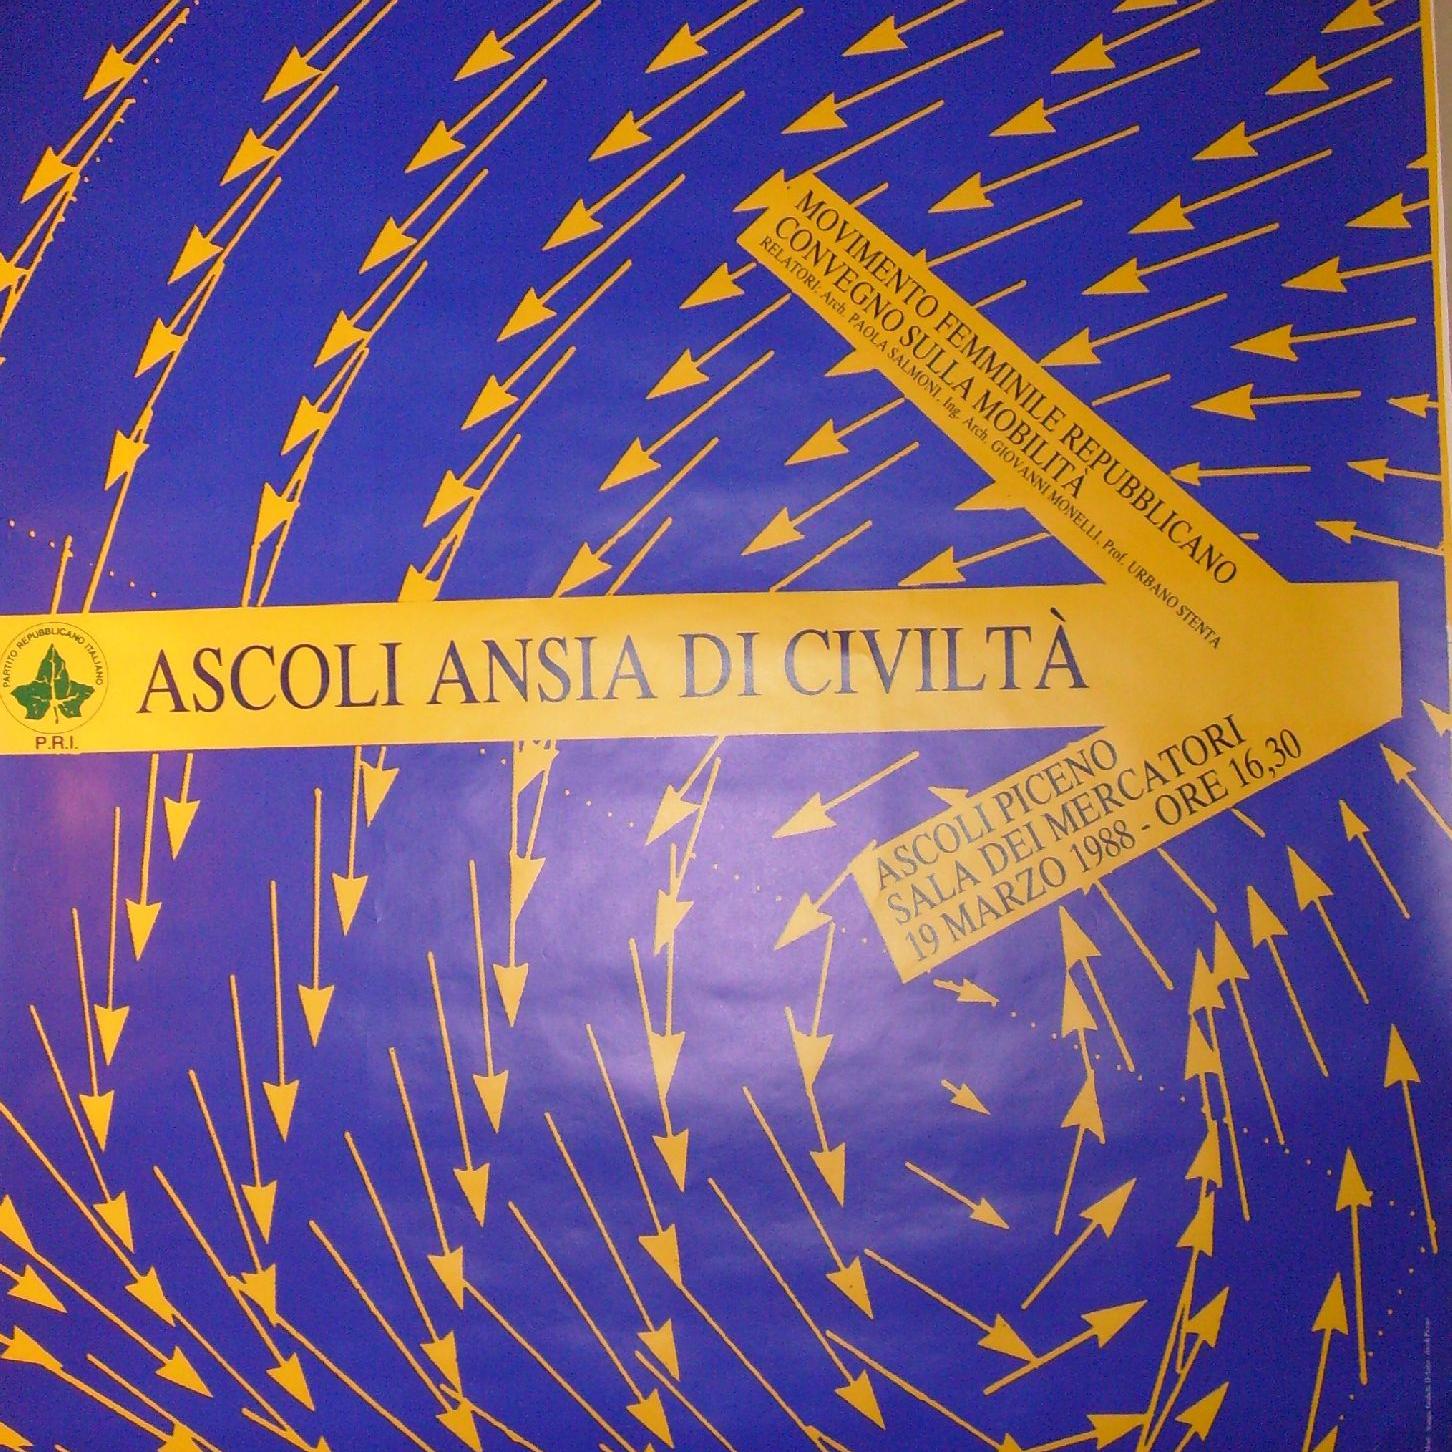 MOVIMENTO FEMMINILE REPUBBLICANO
CONVEGNO SULLA MOBILITÀ
RELATORI: Arch. PAOLA SALMONI, Ing. Arch. GIOVANNI MONELLI, Prof. URBANO STENTA
PARTITO REPUBBLICANO ITALIANO
P.R.I.
ASCOLI ANSIA DI CIVILTÀ
ASCOLI PICENO
SALA DEI MERCATORI
19 MARZO 1988 - ORE 16,30